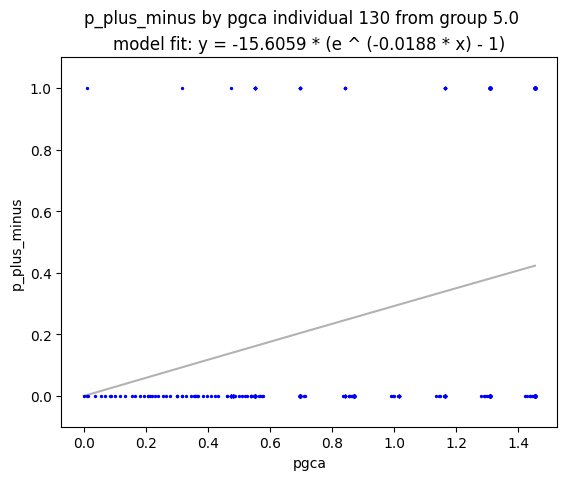 p_plus_minus by pgca individual 130 from group 5.0
model fit: y = -15.6059 * (e ^ (-0.0188 * x) - 1)
1.0
0.8
0.6
0.4
0.2
0.0
p_plus_minus
0.0 0.2 0.4 0.6 0.8 1.0 1.2 1.4
pgca